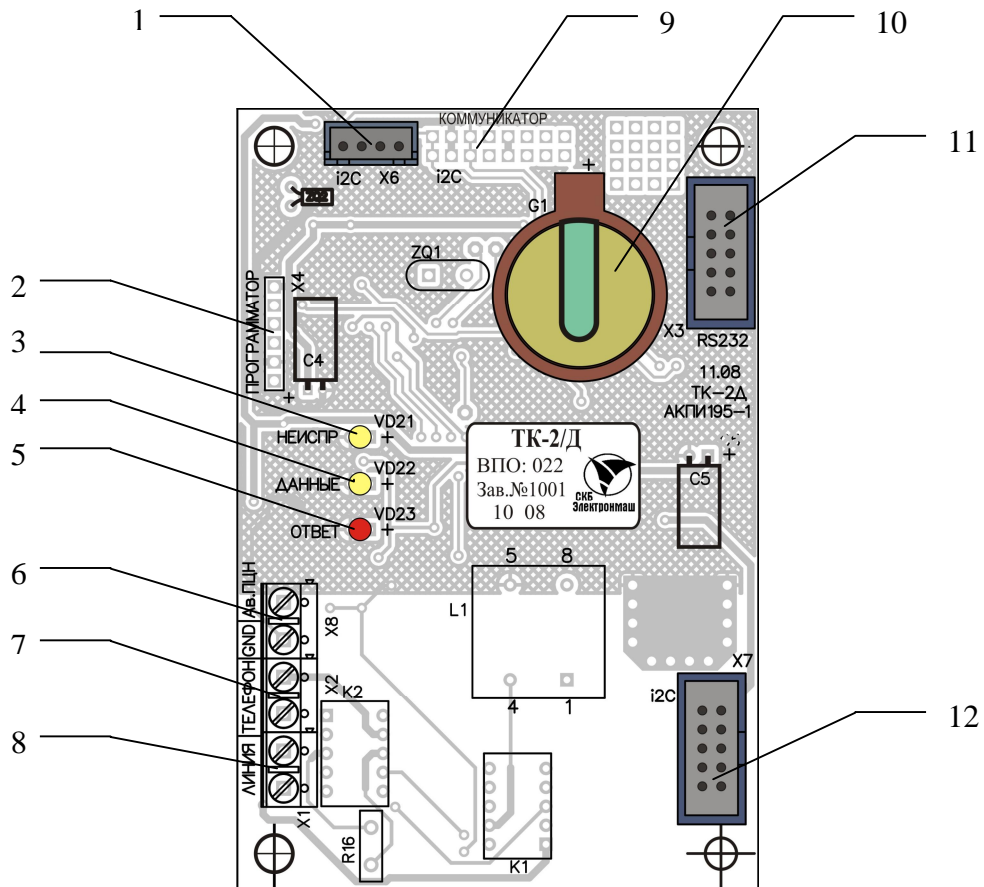 1
9
10
КОММУНИКАТОР
11
i2C X6 i2C
+
G1
ZQ2
ZQ1
2
ПРОГРАММАТОР
X4
C4
+
X3
RS232
3
11.08
ТК-2Д
АКПИ195-1
4
НЕИСПР
VD21
+
5
ДАННЫЕ
VD22
+
ОТВЕТ
VD23
+
ТК-2/Д
ВПО: 022
Зав.№1001
10 08
СКБ
Электронмаш
+
C5
6
Ав.ПЦН
GND
X8
5 8
L1
4 1
7
ТЕЛЕФОН
X2
K2
X7
i2C
12
8
ЛИНИЯ
X1
R16
K1